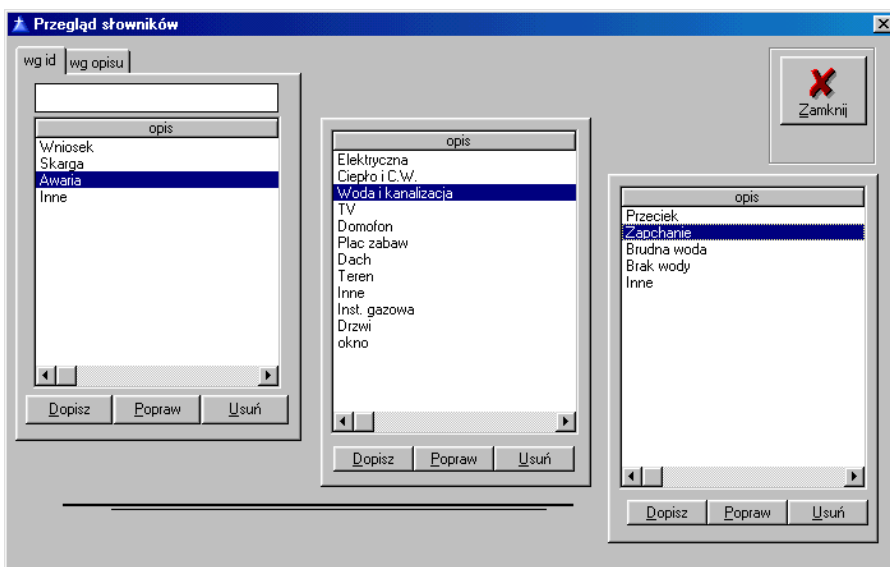 Przegląd słowników
wg id
wg opisu
opis
Wniosek
Skarga
Awaria
Inne
Dopisz
Popraw
Usuń
opis
Elektryczna
Ciepło i C.W.
Woda i kanalizacja
TV
Domofon
Plac zabaw
Dach
Teren
Inne
Inst. gazowa
Drzwi
okno
Dopisz
Popraw
Usuń
Zamknij
opis
Przeciek
Zapchanie
Brudna woda
Brak wody
Inne
Dopisz
Popraw
Usuń